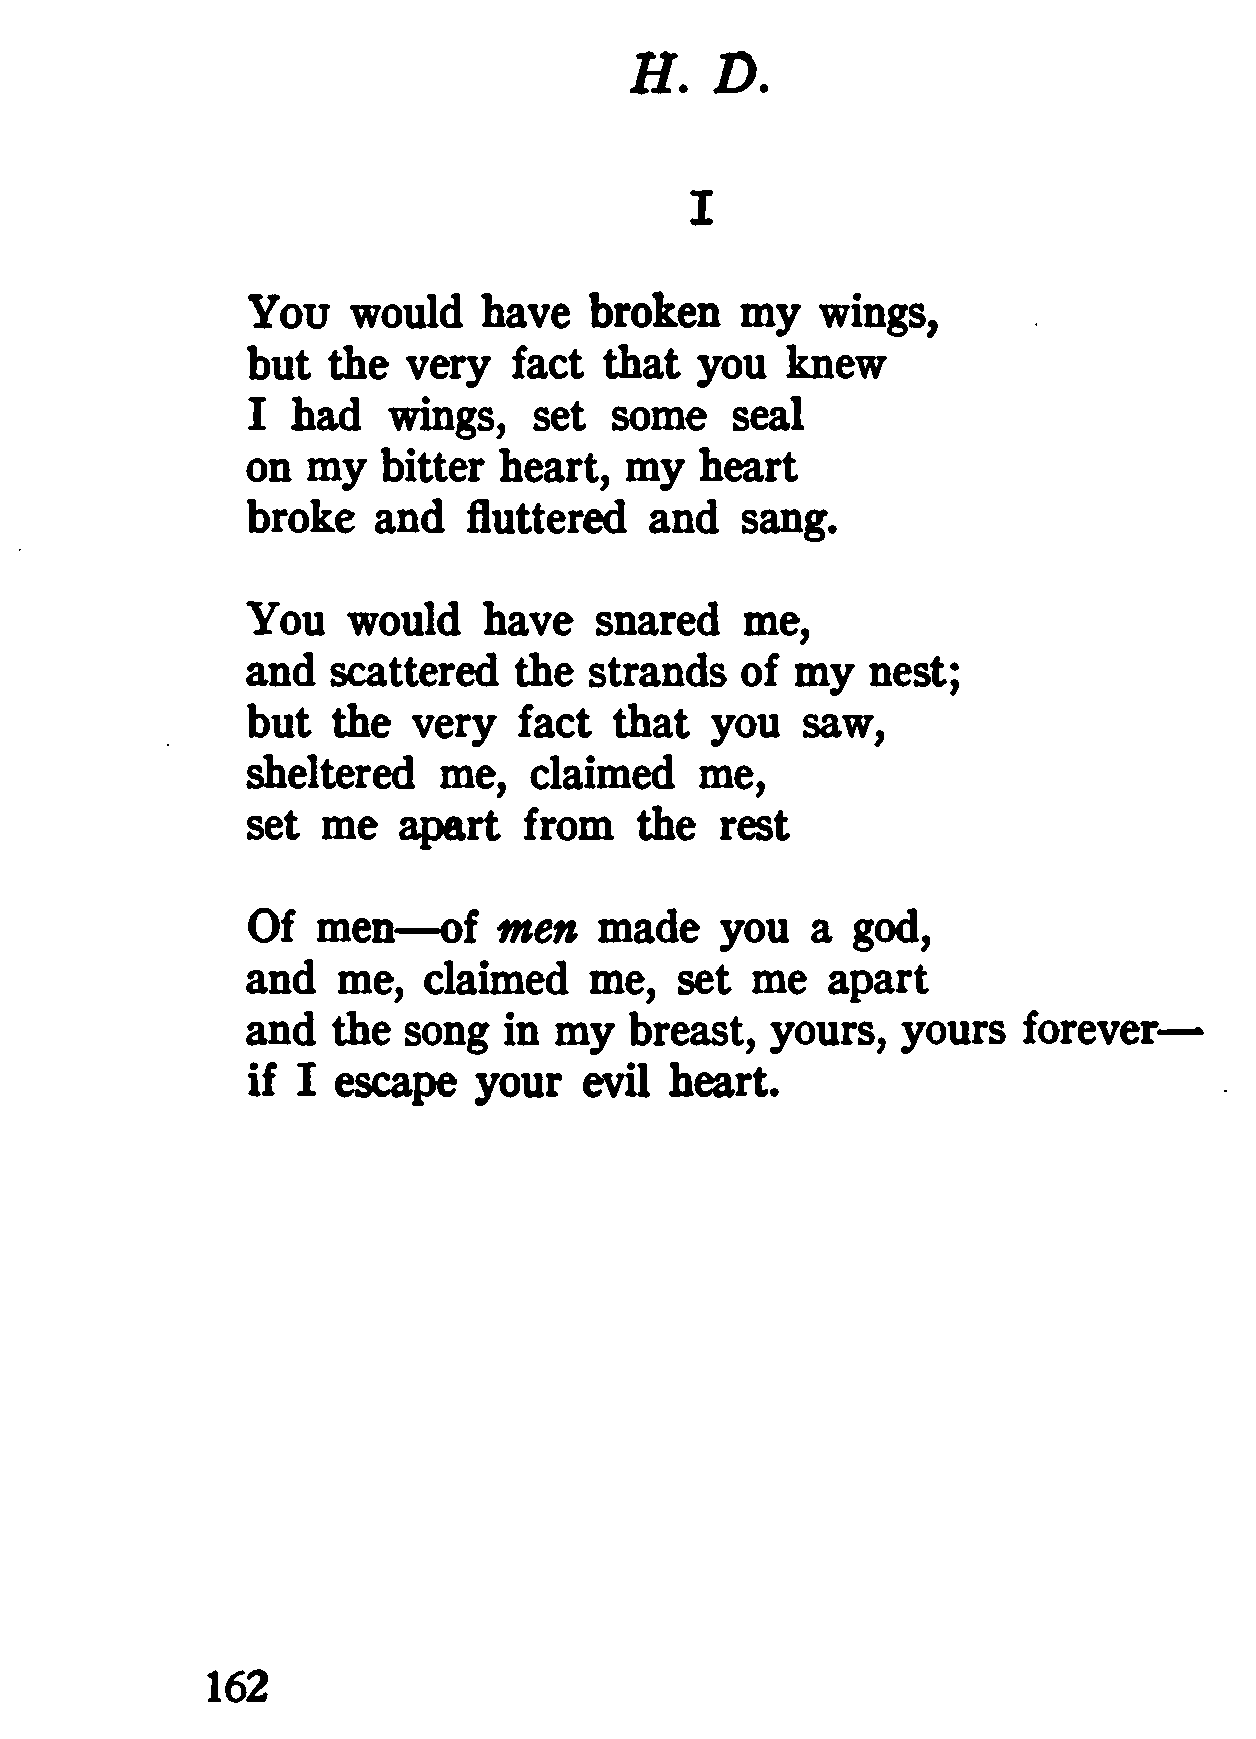 H. D.
I
You would have broken my wings,
but the very fact that you knew
I had wings, set some seal
on my bitter heart, my heart
broke and fluttered and sang.
You would have snared me,
and scattered the strands of my nest;
but the very fact that you saw,
sheltered me, claimed me,
set me apart from the rest
Of men—of men made you a god,
and me, claimed me, set me apart
and the song in my breast, yours, yours forever—
if I escape your evil heart.
162